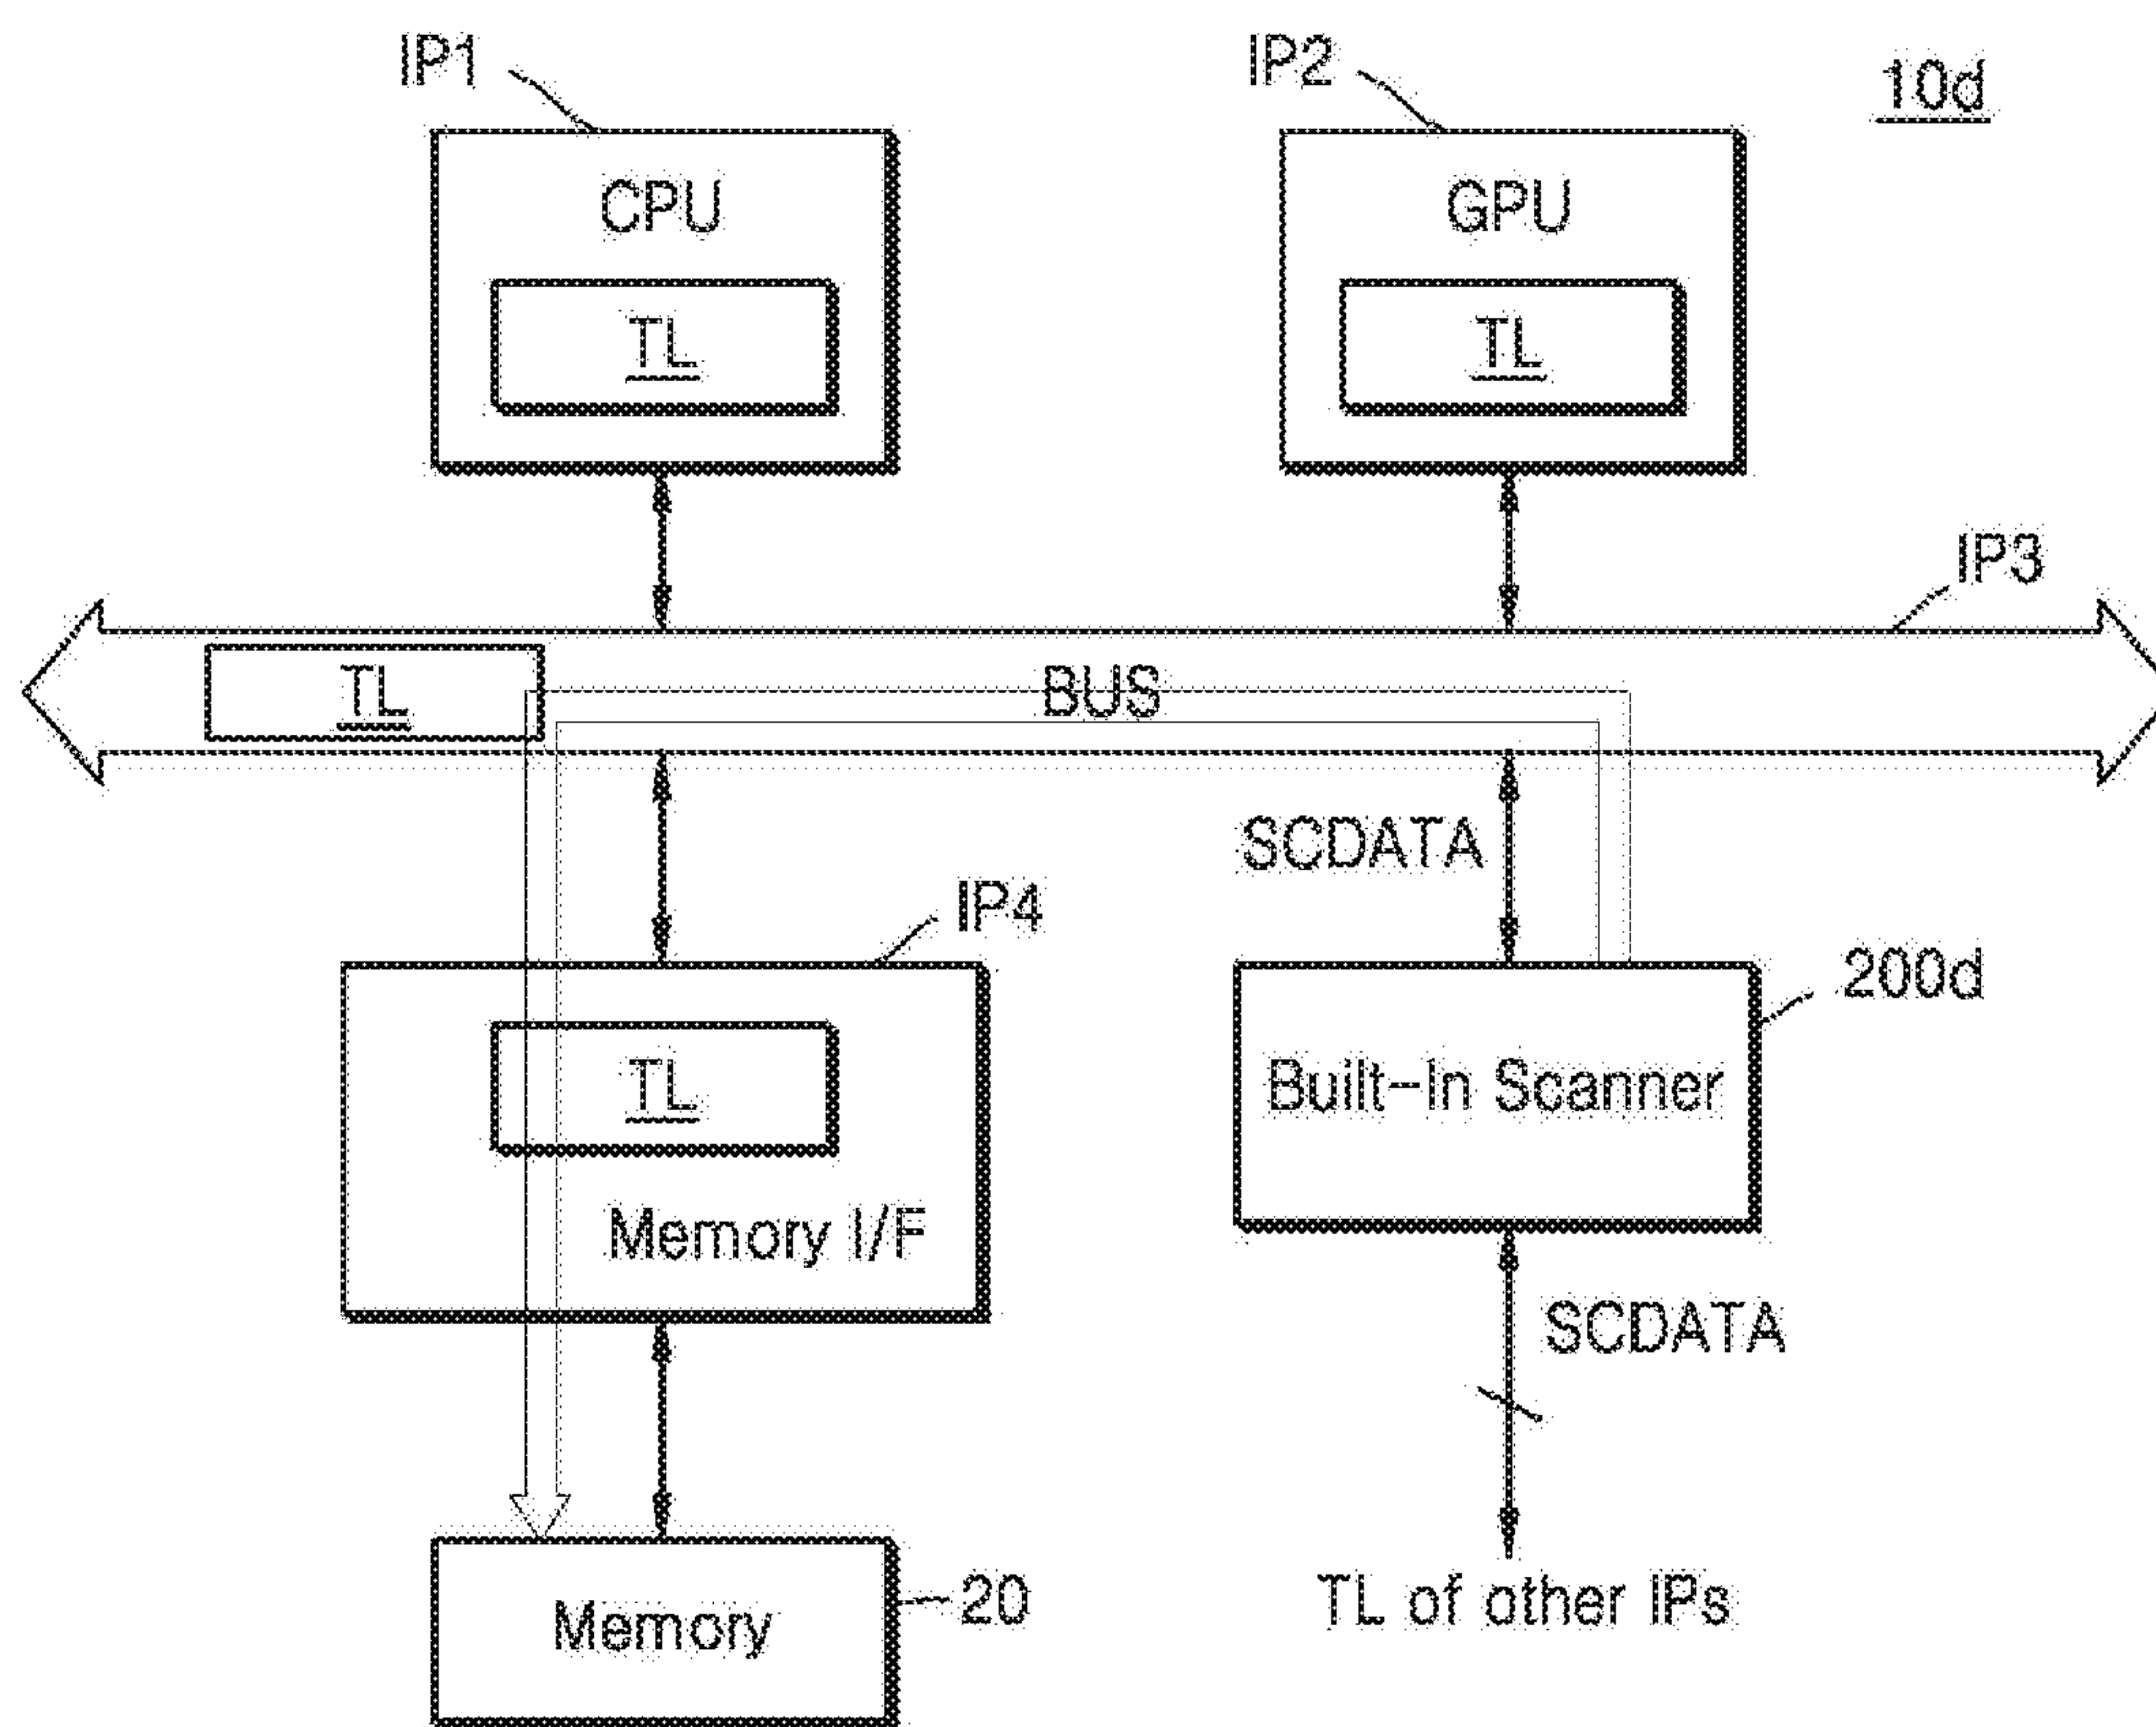 IP1
IP2
10d
CPU
GPU
TL
TL
IP3
TL
BUS
SCDATA
IP4
200d
TL
Built-In Scanner
Memory I/F
SCDATA
Memory
20
TL of other IPs